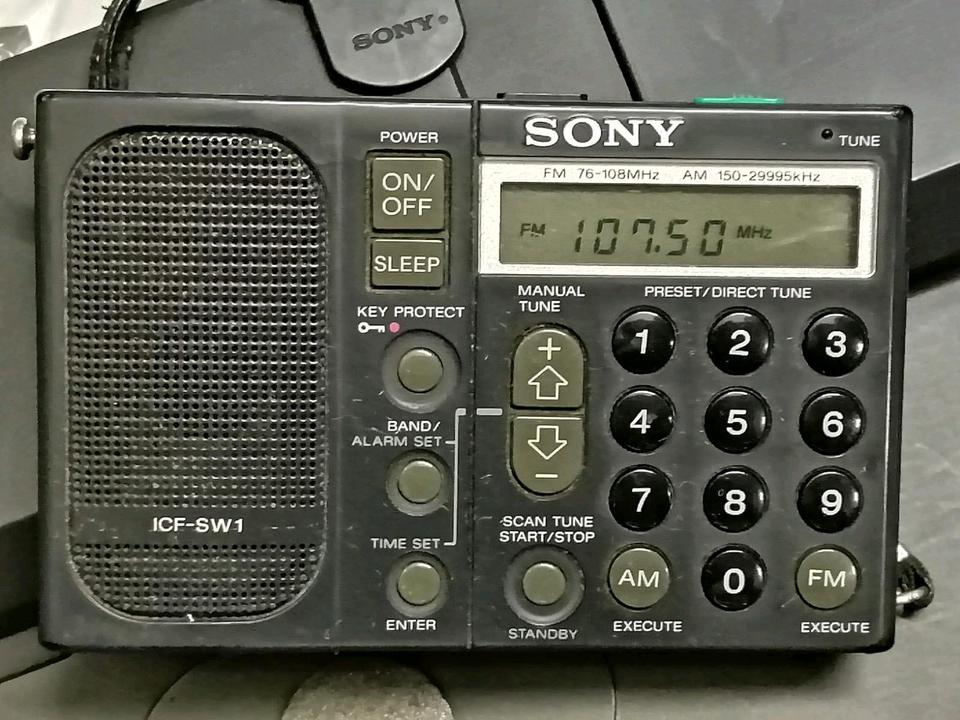 SONY
POWER
ON/
OFF
SLEEP
KEY PROTECT
BAND/
ALARM SET
TIME SET
ENTER
ICF-SW1
SONY
TUNE
FM 76-108MHz AM 150-29995kHz
FM 107.50 MHz
MANUAL
TUNE
+
−
SCAN TUNE
START/STOP
STANDBY
PRESET/DIRECT TUNE
1 2 3
4 5 6
7 8 9
AM 0 FM
EXECUTE EXECUTE